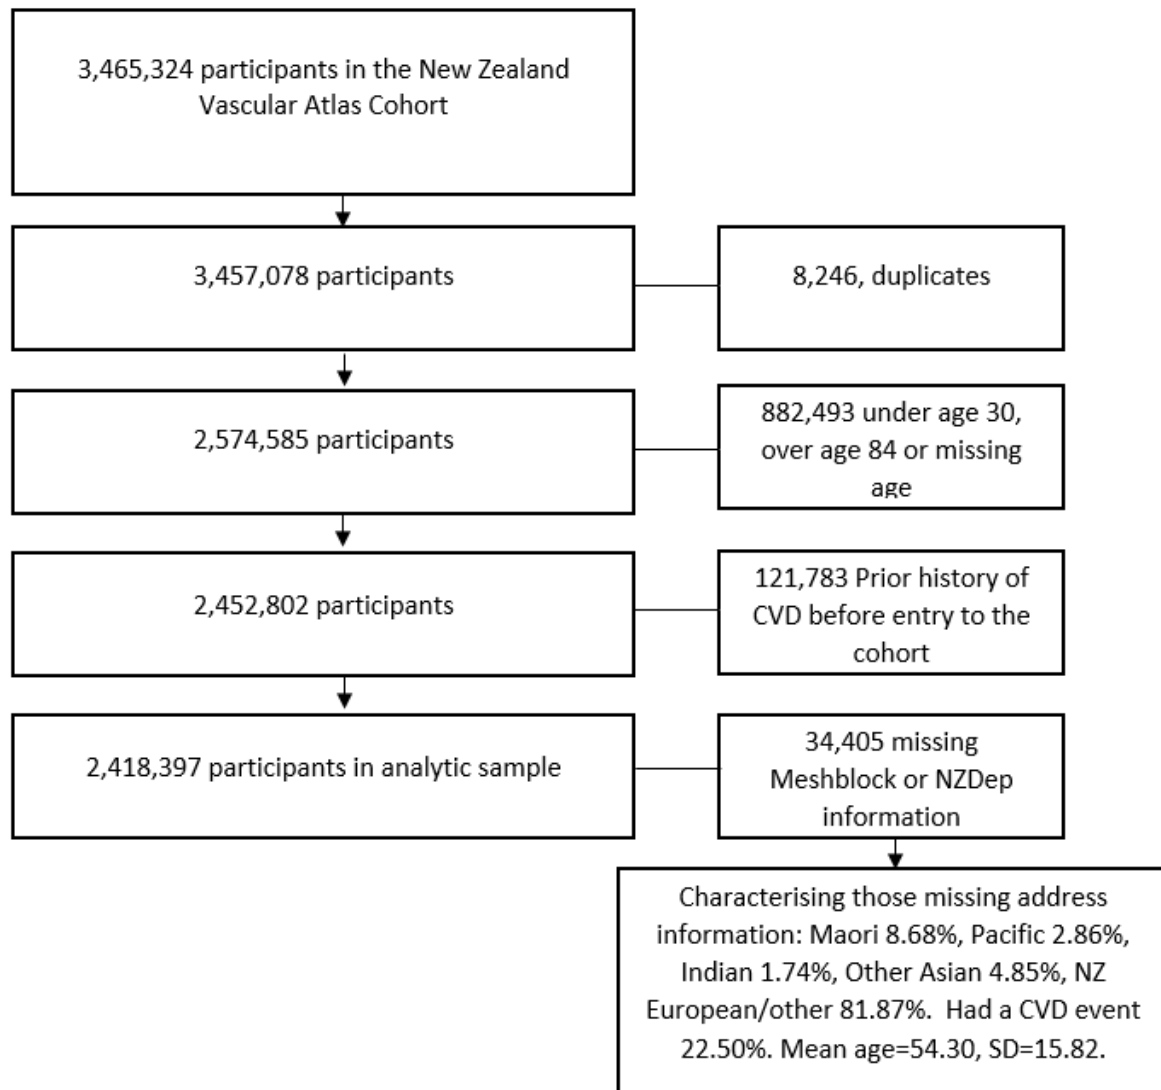 3,465,324 participants in the New Zealand
Vascular Atlas Cohort
3,457,078 participants
8,246, duplicates
2,574,585 participants
882,493 under age 30,
over age 84 or missing
age
2,452,802 participants
121,783 Prior history of
CVD before entry to the
cohort
2,418,397 participants in analytic sample
34,405 missing
Meshblock or NZDep
information
Characterising those missing address
information: Maori 8.68%, Pacific 2.86%,
Indian 1.74%, Other Asian 4.85%, NZ
European/other 81.87%.  Had a CVD event
22.50%. Mean age=54.30, SD=15.82.